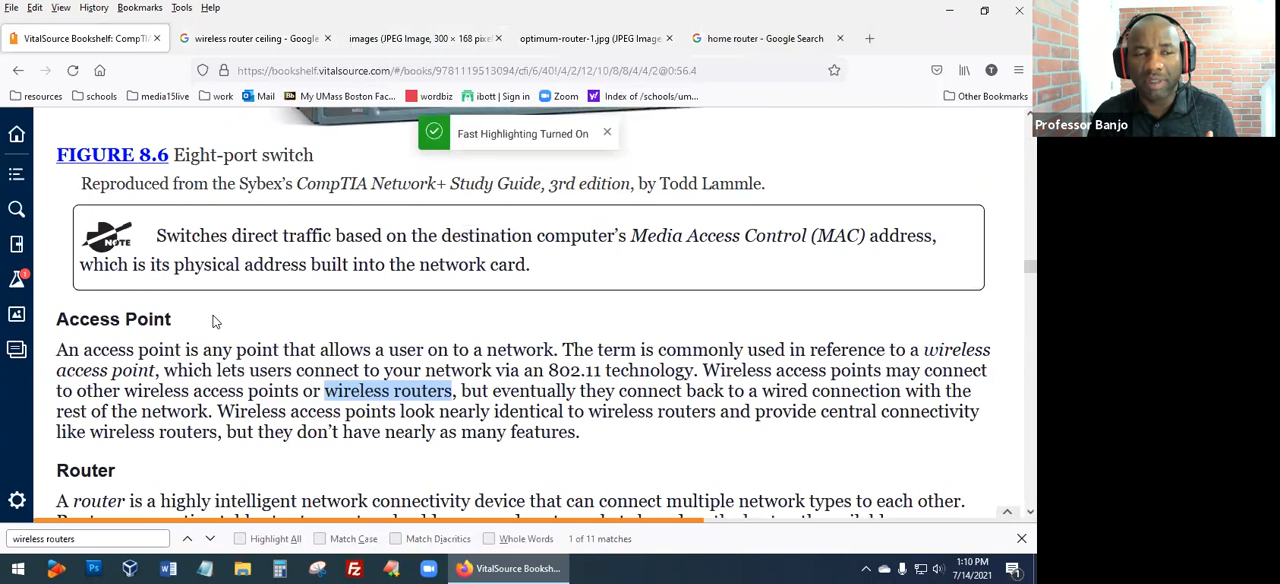 File Edit View History Bookmarks Tools Help
VitalSource Bookshelf: CompTI
wireless router ceiling - Google
images (JPEG Image, 300 × 168 pixels
optimum-router-1.jpg (JPEG Image,
home router - Google Search
https://bookshelf.vitalsource.com/#/books/9781119513094/cfi/6/40!/4/2/12/10/8/8/4/4/2@0:56.4
resources schools media15live work Mail My UMass Boston Fac... wordbiz ibott | Sign in Zoom Index of /schools/um... Other Bookmarks
Professor Banjo
Fast Highlighting Turned On
FIGURE 8.6 Eight-port switch
Reproduced from the Sybex's CompTIA Network+ Study Guide, 3rd edition, by Todd Lammle.
NOTE
Switches direct traffic based on the destination computer's Media Access Control (MAC) address,
which is its physical address built into the network card.
Access Point
An access point is any point that allows a user on to a network. The term is commonly used in reference to a wireless
access point, which lets users connect to your network via an 802.11 technology. Wireless access points may connect
to other wireless access points or wireless routers, but eventually they connect back to a wired connection with the
rest of the network. Wireless access points look nearly identical to wireless routers and provide central connectivity
like wireless routers, but they don't have nearly as many features.
Router
A router is a highly intelligent network connectivity device that can connect multiple network types to each other.
wireless routers
Highlight All Match Case Match Diacritics Whole Words 1 of 11 matches
VitalSource Booksh...
1:10 PM
7/14/2021